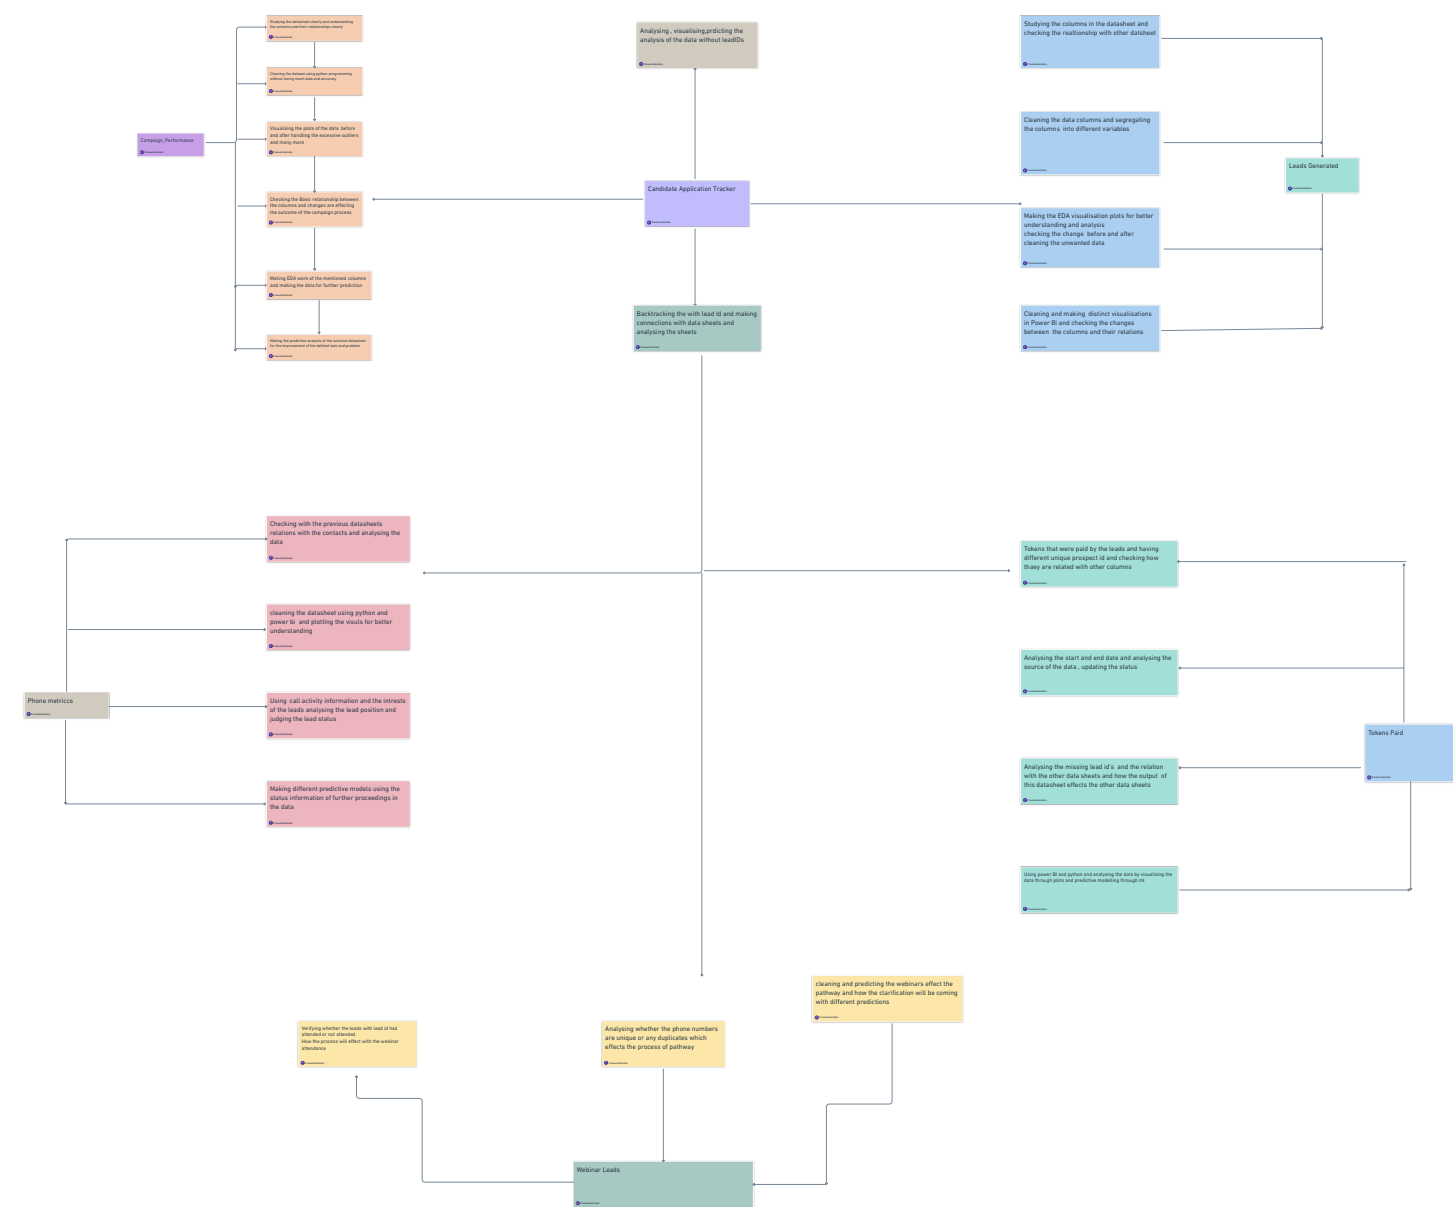 Studying the datasheet clearly and understanding
the columns and their relationships clearly
Cleaning the dataset using python programming
without losing much data and accuracy
Visualising the plots of the data before
and after handling the excessive outliers
and many more
Campaign_Performance
Checking the Basic relationship between
the columns and changes are effecting
the outcome of the campaign process
Making EDA work of the mentioned columns
and making the data for further prediction
Making the predictive analysis of the outcome datasheet
for the improvement of the defined task and problem
Analysing , visualising,prdicting the
analysis of the data without leadIDs
Candidate Application Tracker
Backtracking the with lead Id and making
connections with data sheets and
analysing the sheets
Studying the columns in the datasheet and
checking the realtionship with other datsheet
Cleaning the data columns and segregating
the columns into different variables
Leads Generated
Making the EDA visualisation plots for better
understanding and analysis
checking the change before and after
cleaning the unwanted data
Cleaning and making distinct visualisations
in Power Bi and checking the changes
between the columns and their relations
Checking with the previous datasheets
relations with the contacts and analysing the
data
cleaning the datasheet using python and
power bi and plotting the visuls for better
understanding
Phone metriccs
Using call activity information and the intrests
of the leads analysing the lead position and
judging the lead status
Making different predictive models using the
status information of further proceedings in
the data
Tokens that were paid by the leads and having
different unique prospect id and checking how
thaey are related with other columns
Analysing the start and end date and analysing the
source of the data , updating the status
Tokens Paid
Analysing the missing lead id's and the relation
with the other data sheets and how the output of
this datasheet effects the other data sheets
Using power BI and python and analysing the data by visualising the
data through plots and predictive modelling through ml
cleaning and predicting the webinars effect the
pathway and how the clarification will be coming
with different predictions
Verifying whether the leads with lead id had
attended or not attended.
How the process will effect with the webinar
attendance
Analysing whether the phone numbers
are unique or any duplicates which
effects the process of pathway
Webinar Leads